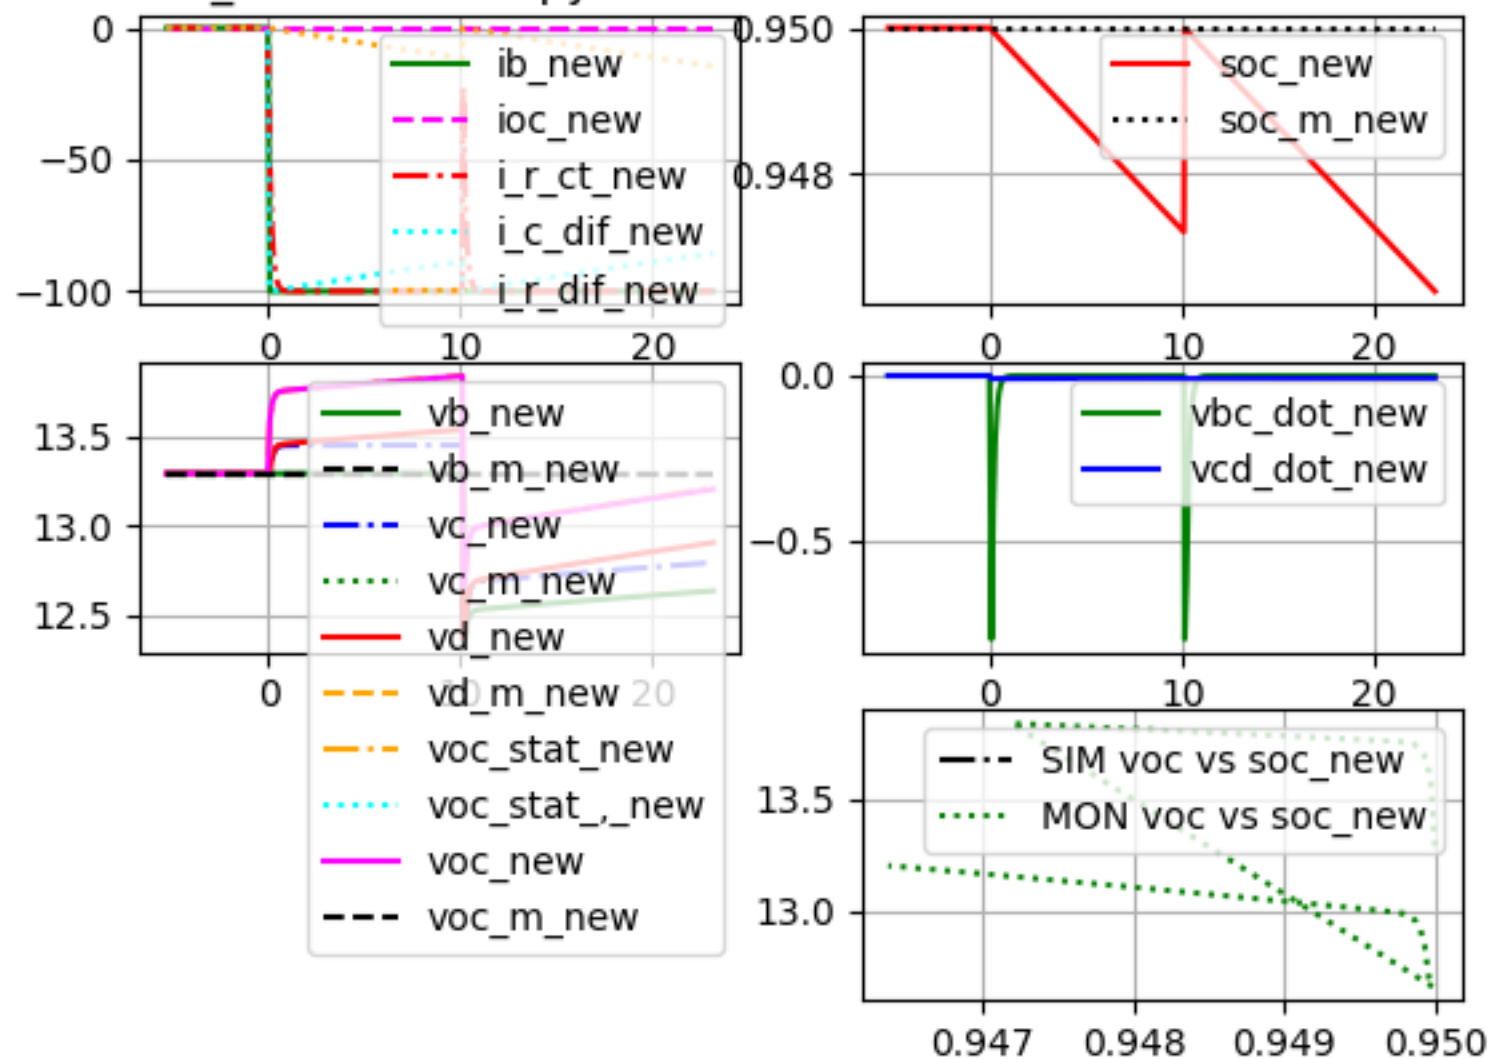 0
−50
−100
ib_new
ioc_new
i_r_ct_new
i_c_dif_new
i_r_dif_new
0 10 20
0.950
0.948
soc_new
soc_m_new
0 10 20
13.5
13.0
12.5
vb_new
vb_m_new
vc_new
vc_m_new
vd_new
vd_m_new
voc_stat_new
voc_stat_,_new
voc_new
voc_m_new
0 10 20
0.0
−0.5
vbc_dot_new
vcd_dot_new
0 10 20
13.5
13.0
SIM voc vs soc_new
MON voc vs soc_new
0.947 0.948 0.949 0.950